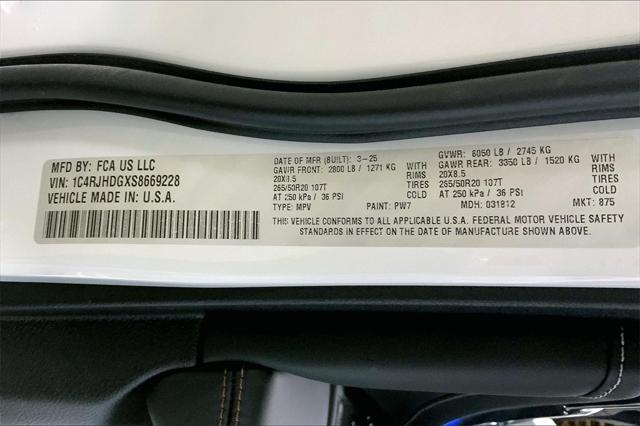 MFD BY: FCA US LLC
VIN: 1C4RJHDGXS8669228
VEHICLE MADE IN: U.S.A.
DATE OF MFR (BUILT): 3-25 GVWR: 6050 LB / 2745 KG
GAWR FRONT: 2800 LB / 1271 KG WITH GAWR REAR: 3350 LB / 1520 KG WITH
20X8.5 RIMS 20X8.5 RIMS
265/50R20 107T TIRES 265/50R20 107T TIRES
AT 250 kPa / 36 PSI COLD AT 250 kPa / 36 PSI COLD
TYPE: MPV PAINT: PW7 MDH: 031812 MKT: 875
THIS VEHICLE CONFORMS TO ALL APPLICABLE U.S.A. FEDERAL MOTOR VEHICLE SAFETY
STANDARDS IN EFFECT ON THE DATE OF MANUFACTURE SHOWN ABOVE.